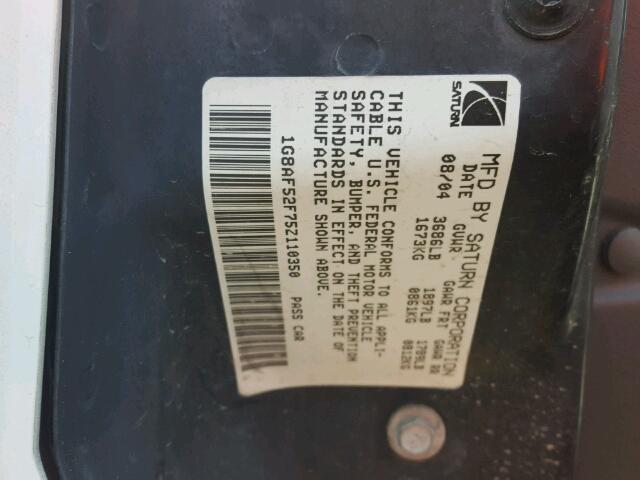 SATURN
MFD BY SATURN CORPORATION
DATE GVWR GAWR FRT GAWR RR
08/04 3686LB 1897LB 1789LB
1673KG 0861KG 0812KG
THIS VEHICLE CONFORMS TO ALL APPLI-
CABLE U.S. FEDERAL MOTOR VEHICLE
SAFETY, BUMPER, AND THEFT PREVENTION
STANDARDS IN EFFECT ON THE DATE OF
MANUFACTURE SHOWN ABOVE.
1G8AF52F75Z110350 PASS CAR